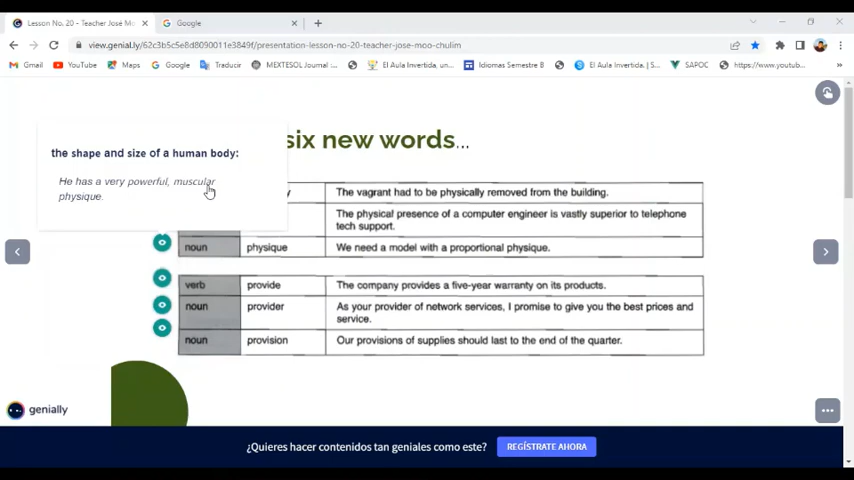 Lesson No. 20 - Teacher José Mo
Google
view.genial.ly/62c3b5c5e8d8090011e3849f/presentation-lesson-no-20-teacher-jose-moo-chulim
Gmail YouTube Maps Google Traducir MEXTESOL Journal :... El Aula Invertida, un... Idiomas Semestre B El Aula Invertida. | S... SAPOC https://www.youtub...
six new words...
the shape and size of a human body:
He has a very powerful, muscular
physique.
y The vagrant had to be physically removed from the building.
The physical presence of a computer engineer is vastly superior to telephone
tech support.
noun physique We need a model with a proportional physique.
verb provide The company provides a five-year warranty on its products.
noun provider As your provider of network services, I promise to give you the best prices and
service.
noun provision Our provisions of supplies should last to the end of the quarter.
genially
¿Quieres hacer contenidos tan geniales como este? REGÍSTRATE AHORA